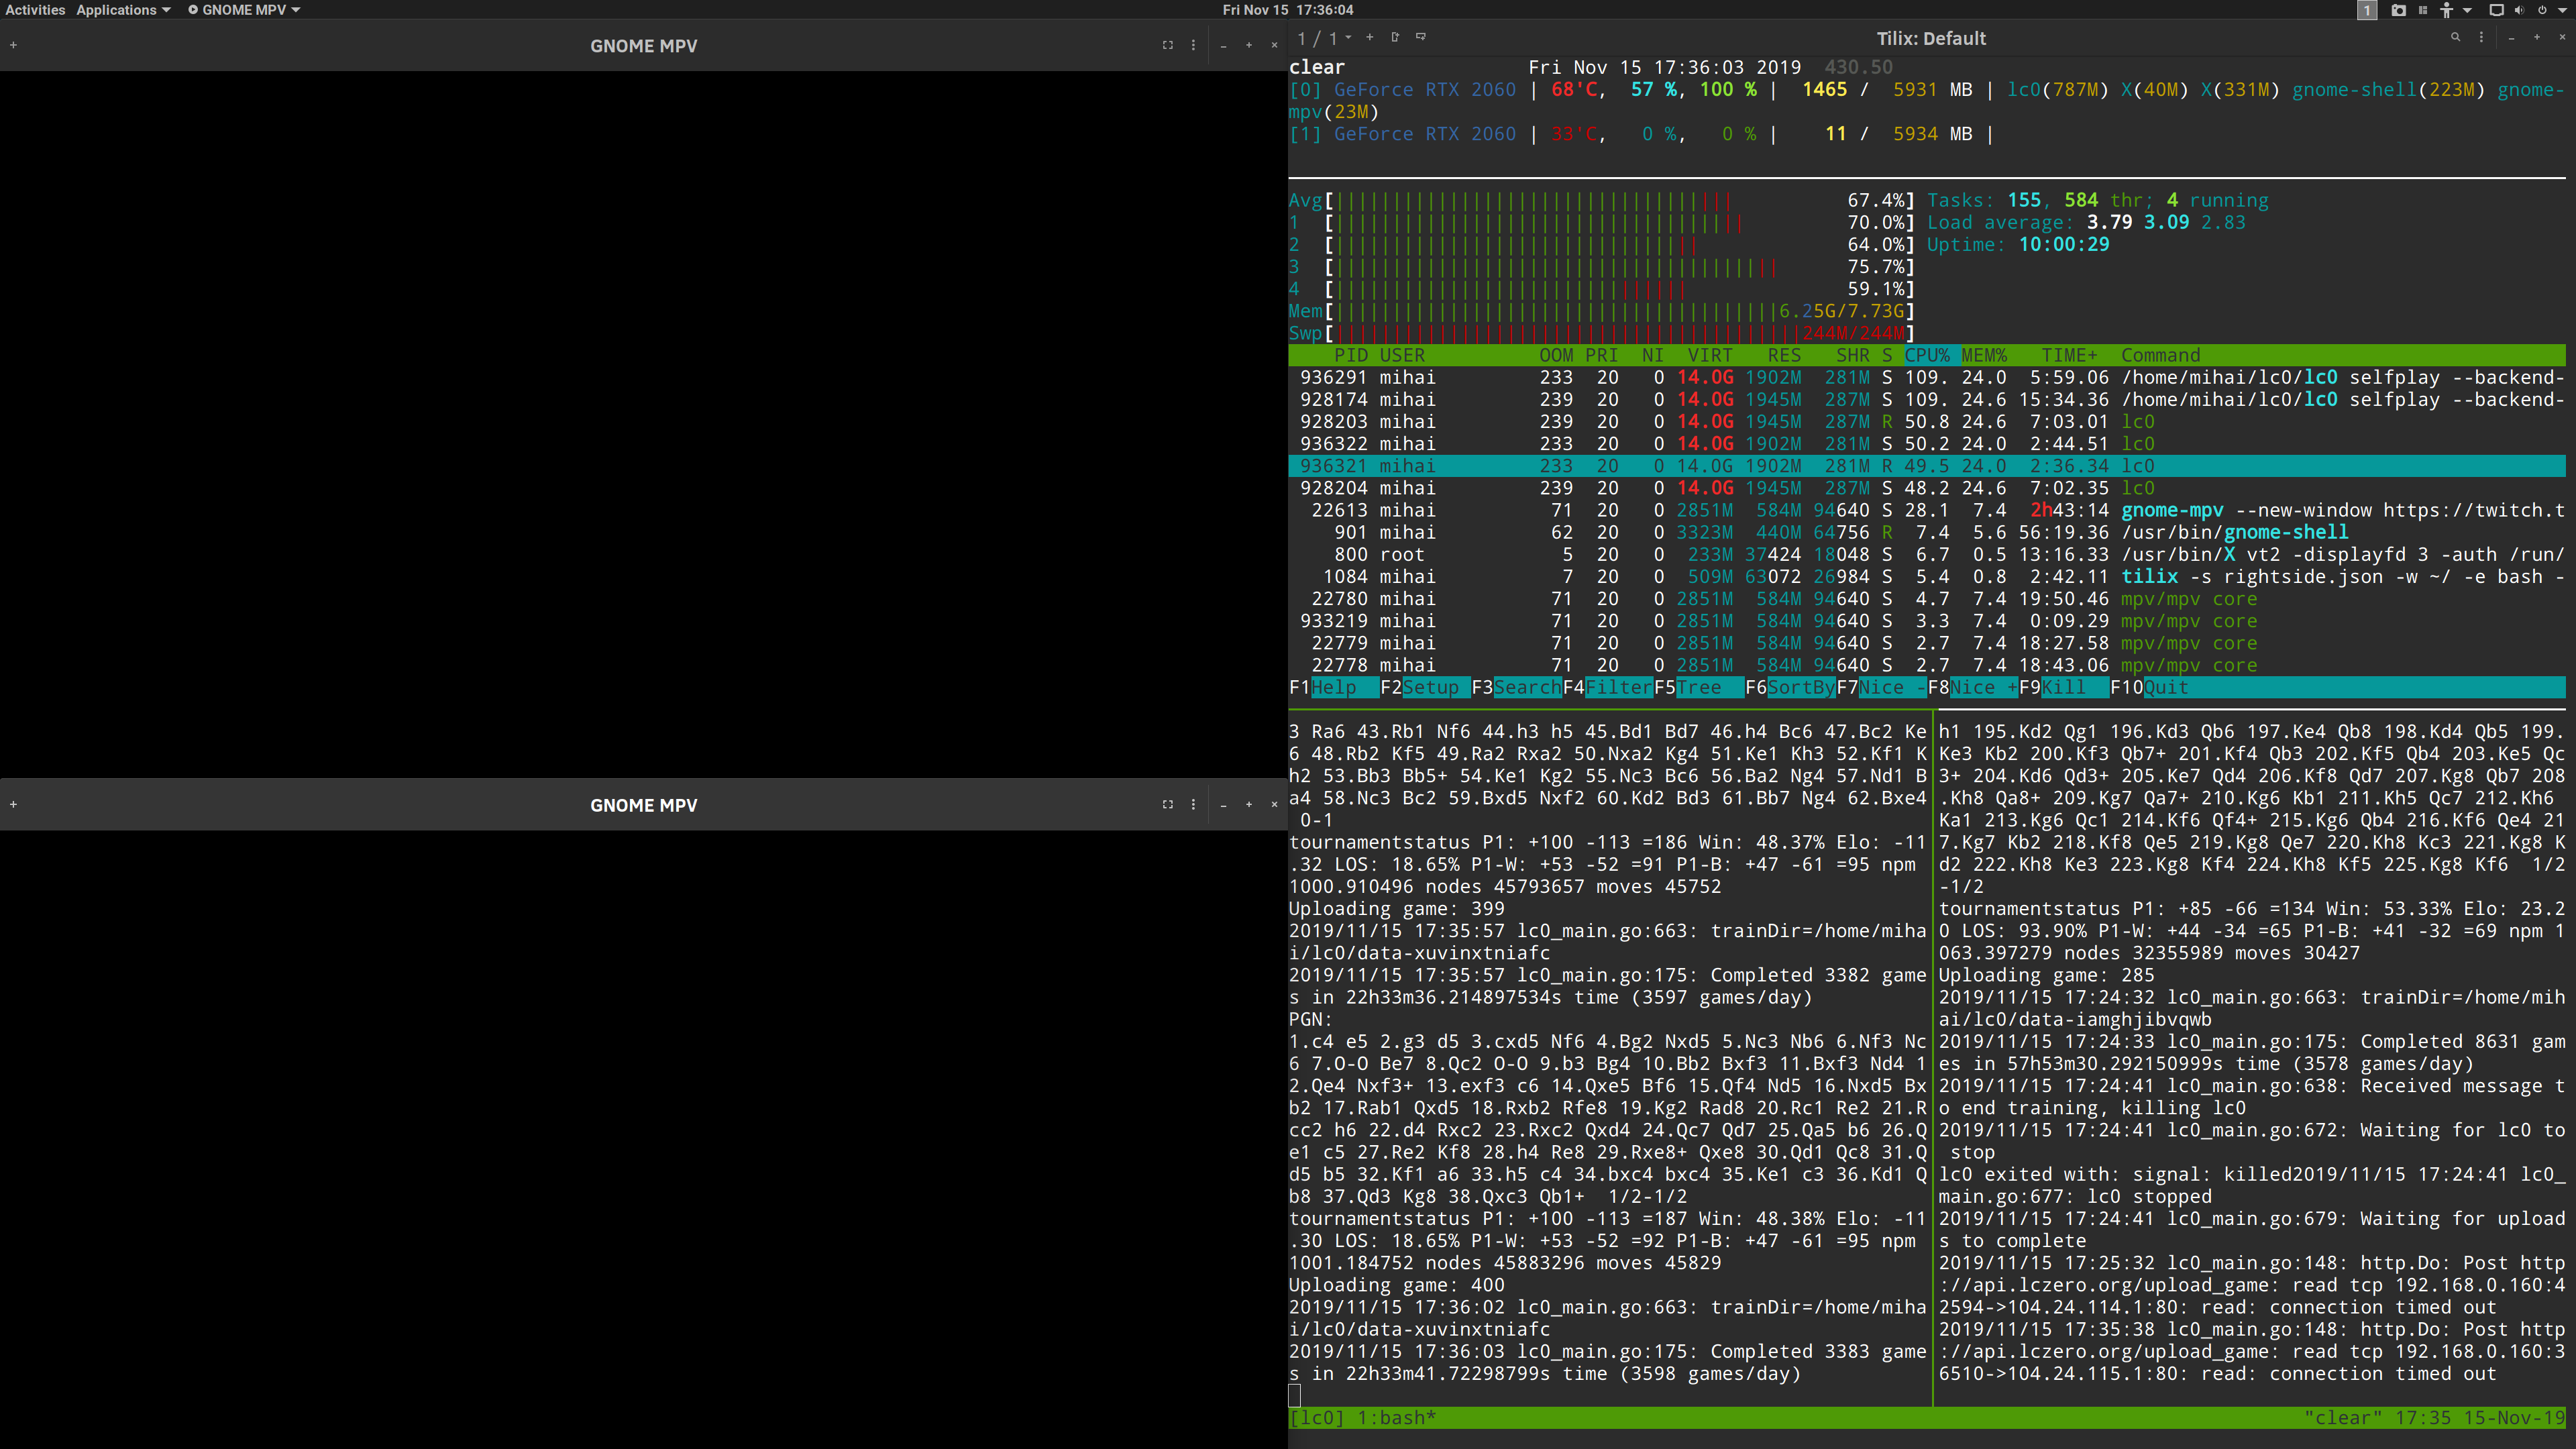 Activities Applications GNOME MPV Fri Nov 15 17:36:04 1
GNOME MPV
GNOME MPV
1 / 1 Tilix: Default
clear Fri Nov 15 17:36:03 2019 430.50
[0] GeForce RTX 2060 | 68'C, 57 %, 100 % | 1465 / 5931 MB | lc0(787M) X(40M) X(331M) gnome-shell(223M) gnome-
mpv(23M)
[1] GeForce RTX 2060 | 33'C, 0 %, 0 % | 11 / 5934 MB |
Avg[ 67.4%] Tasks: 155, 584 thr; 4 running
1 [ 70.0%] Load average: 3.79 3.09 2.83
2 [ 64.0%] Uptime: 10:00:29
3 [ 75.7%]
4 [ 59.1%]
Mem[ 6.25G/7.73G]
Swp[ 244M/244M]
PID USER OOM PRI NI VIRT RES SHR S CPU% MEM% TIME+ Command
936291 mihai 233 20 0 14.0G 1902M 281M S 109. 24.0 5:59.06 /home/mihai/lc0/lc0 selfplay --backend-
928174 mihai 239 20 0 14.0G 1945M 287M S 109. 24.6 15:34.36 /home/mihai/lc0/lc0 selfplay --backend-
928203 mihai 239 20 0 14.0G 1945M 287M R 50.8 24.6 7:03.01 lc0
936322 mihai 233 20 0 14.0G 1902M 281M S 50.2 24.0 2:44.51 lc0
936321 mihai 233 20 0 14.0G 1902M 281M R 49.5 24.0 2:36.34 lc0
928204 mihai 239 20 0 14.0G 1945M 287M S 48.2 24.6 7:02.35 lc0
22613 mihai 71 20 0 2851M 584M 94640 S 28.1 7.4 2h43:14 gnome-mpv --new-window https://twitch.t
901 mihai 62 20 0 3323M 440M 64756 R 7.4 5.6 56:19.36 /usr/bin/gnome-shell
800 root 5 20 0 233M 37424 18048 S 6.7 0.5 13:16.33 /usr/bin/X vt2 -displayfd 3 -auth /run/
1084 mihai 7 20 0 509M 63072 26984 S 5.4 0.8 2:42.11 tilix -s rightside.json -w ~/ -e bash -
22780 mihai 71 20 0 2851M 584M 94640 S 4.7 7.4 19:50.46 mpv/mpv core
933219 mihai 71 20 0 2851M 584M 94640 S 3.3 7.4 0:09.29 mpv/mpv core
22779 mihai 71 20 0 2851M 584M 94640 S 2.7 7.4 18:27.58 mpv/mpv core
22778 mihai 71 20 0 2851M 584M 94640 S 2.7 7.4 18:43.06 mpv/mpv core
F1Help F2Setup F3SearchF4FilterF5Tree F6SortByF7Nice -F8Nice +F9Kill F10Quit
3 Ra6 43.Rb1 Nf6 44.h3 h5 45.Bd1 Bd7 46.h4 Bc6 47.Bc2 Ke
6 48.Rb2 Kf5 49.Ra2 Rxa2 50.Nxa2 Kg4 51.Ke1 Kh3 52.Kf1 K
h2 53.Bb3 Bb5+ 54.Ke1 Kg2 55.Nc3 Bc6 56.Ba2 Ng4 57.Nd1 B
a4 58.Nc3 Bc2 59.Bxd5 Nxf2 60.Kd2 Bd3 61.Bb7 Ng4 62.Bxe4
0-1
tournamentstatus P1: +100 -113 =186 Win: 48.37% Elo: -11
.32 LOS: 18.65% P1-W: +53 -52 =91 P1-B: +47 -61 =95 npm
1000.910496 nodes 45793657 moves 45752
Uploading game: 399
2019/11/15 17:35:57 lc0_main.go:663: trainDir=/home/miha
i/lc0/data-xuvinxtniafc
2019/11/15 17:35:57 lc0_main.go:175: Completed 3382 game
s in 22h33m36.214897534s time (3597 games/day)
PGN:
1.c4 e5 2.g3 d5 3.cxd5 Nf6 4.Bg2 Nxd5 5.Nc3 Nb6 6.Nf3 Nc
6 7.O-O Be7 8.Qc2 O-O 9.b3 Bg4 10.Bb2 Bxf3 11.Bxf3 Nd4 1
2.Qe4 Nxf3+ 13.exf3 c6 14.Qxe5 Bf6 15.Qf4 Nd5 16.Nxd5 Bx
b2 17.Rab1 Qxd5 18.Rxb2 Rfe8 19.Kg2 Rad8 20.Rc1 Re2 21.R
cc2 h6 22.d4 Rxc2 23.Rxc2 Qxd4 24.Qc7 Qd7 25.Qa5 b6 26.Q
e1 c5 27.Re2 Kf8 28.h4 Re8 29.Rxe8+ Qxe8 30.Qd1 Qc8 31.Q
d5 b5 32.Kf1 a6 33.h5 c4 34.bxc4 bxc4 35.Ke1 c3 36.Kd1 Q
b8 37.Qd3 Kg8 38.Qxc3 Qb1+ 1/2-1/2
tournamentstatus P1: +100 -113 =187 Win: 48.38% Elo: -11
.30 LOS: 18.65% P1-W: +53 -52 =92 P1-B: +47 -61 =95 npm
1001.184752 nodes 45883296 moves 45829
Uploading game: 400
2019/11/15 17:36:02 lc0_main.go:663: trainDir=/home/miha
i/lc0/data-xuvinxtniafc
2019/11/15 17:36:03 lc0_main.go:175: Completed 3383 game
s in 22h33m41.72298799s time (3598 games/day)
h1 195.Kd2 Qg1 196.Kd3 Qb6 197.Ke4 Qb8 198.Kd4 Qb5 199.
Ke3 Kb2 200.Kf3 Qb7+ 201.Kf4 Qb3 202.Kf5 Qb4 203.Ke5 Qc
3+ 204.Kd6 Qd3+ 205.Ke7 Qd4 206.Kf8 Qd7 207.Kg8 Qb7 208
.Kh8 Qa8+ 209.Kg7 Qa7+ 210.Kg6 Kb1 211.Kh5 Qc7 212.Kh6
Ka1 213.Kg6 Qc1 214.Kf6 Qf4+ 215.Kg6 Qb4 216.Kf6 Qe4 21
7.Kg7 Kb2 218.Kf8 Qe5 219.Kg8 Qe7 220.Kh8 Kc3 221.Kg8 K
d2 222.Kh8 Ke3 223.Kg8 Kf4 224.Kh8 Kf5 225.Kg8 Kf6 1/2
-1/2
tournamentstatus P1: +85 -66 =134 Win: 53.33% Elo: 23.2
0 LOS: 93.90% P1-W: +44 -34 =65 P1-B: +41 -32 =69 npm 1
063.397279 nodes 32355989 moves 30427
Uploading game: 285
2019/11/15 17:24:32 lc0_main.go:663: trainDir=/home/mih
ai/lc0/data-iamghjibvqwb
2019/11/15 17:24:33 lc0_main.go:175: Completed 8631 gam
es in 57h53m30.292150999s time (3578 games/day)
2019/11/15 17:24:41 lc0_main.go:638: Received message t
o end training, killing lc0
2019/11/15 17:24:41 lc0_main.go:672: Waiting for lc0 to
stop
lc0 exited with: signal: killed2019/11/15 17:24:41 lc0_
main.go:677: lc0 stopped
2019/11/15 17:24:41 lc0_main.go:679: Waiting for upload
s to complete
2019/11/15 17:25:32 lc0_main.go:148: http.Do: Post http
://api.lczero.org/upload_game: read tcp 192.168.0.160:4
2594->104.24.114.1:80: read: connection timed out
2019/11/15 17:35:38 lc0_main.go:148: http.Do: Post http
://api.lczero.org/upload_game: read tcp 192.168.0.160:3
6510->104.24.115.1:80: read: connection timed out
[lc0] 1:bash* "clear" 17:35 15-Nov-19